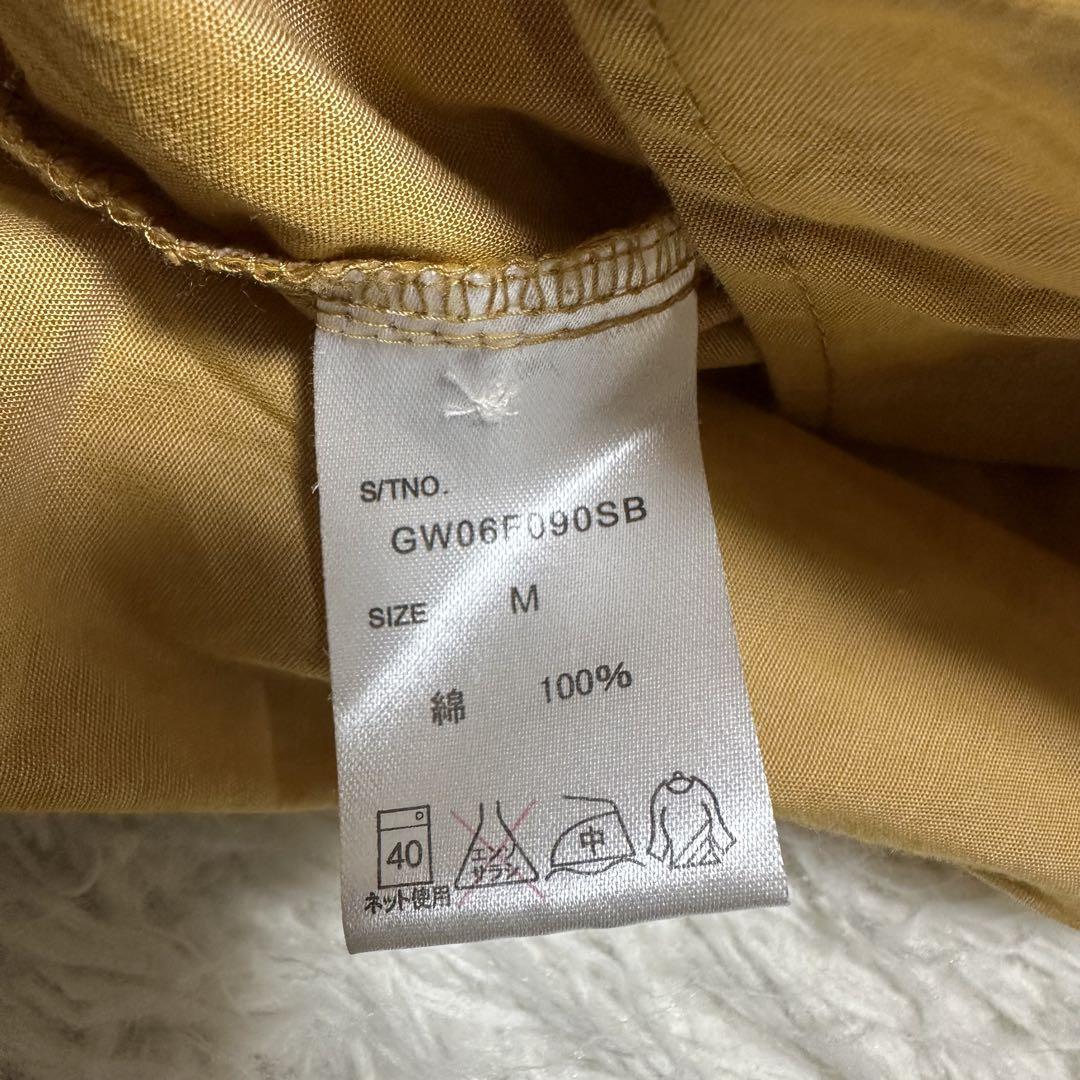 S/TNO.
GW06F090SB
SIZE M
綿 100%
40
エンソ
サラシ
中
ネット使用